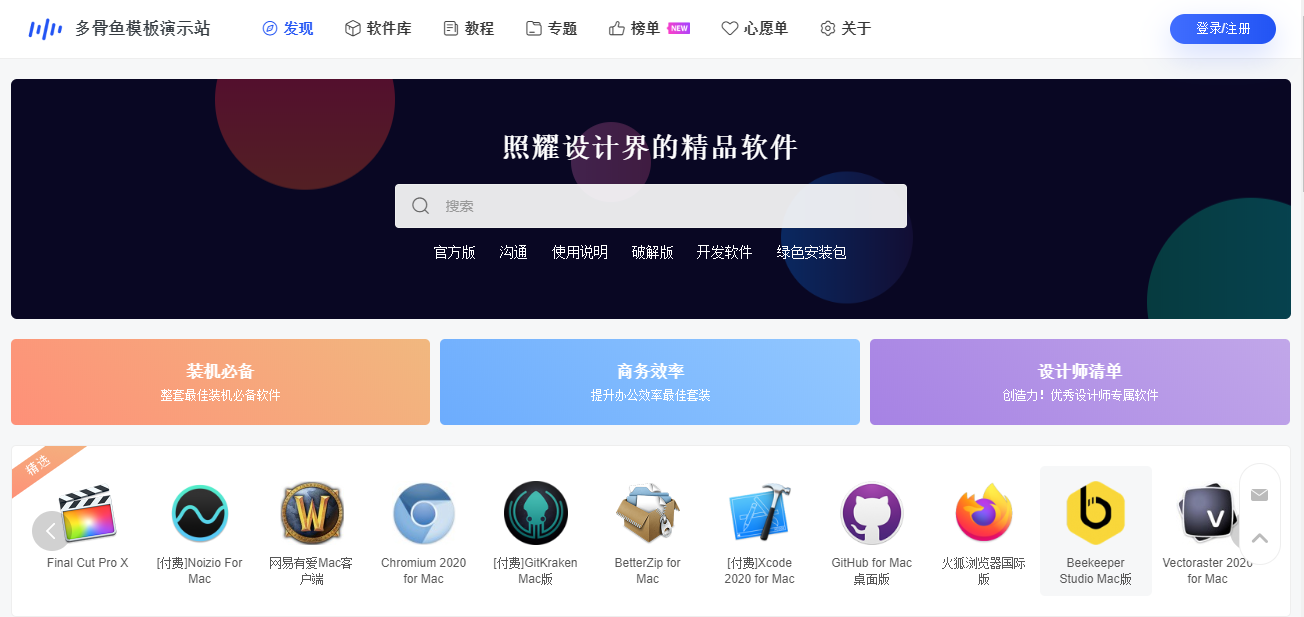 多骨鱼模板演示站
发现
软件库
教程
专题
榜单 NEW
心愿单
关于
登录/注册
照耀设计界的精品软件
搜索
官方版 沟通 使用说明 破解版 开发软件 绿色安装包
装机必备
整套最佳装机必备软件
商务效率
提升办公效率最佳套装
设计师清单
创造力！优秀设计师专属软件
精选
Final Cut Pro X
[付费]Noizio For
Mac
网易有爱Mac客
户端
Chromium 2020
for Mac
[付费]GitKraken
Mac版
BetterZip for
Mac
[付费]Xcode
2020 for Mac
GitHub for Mac
桌面版
火狐浏览器国际
版
Beekeeper
Studio Mac版
Vectoraster 2020
for Mac